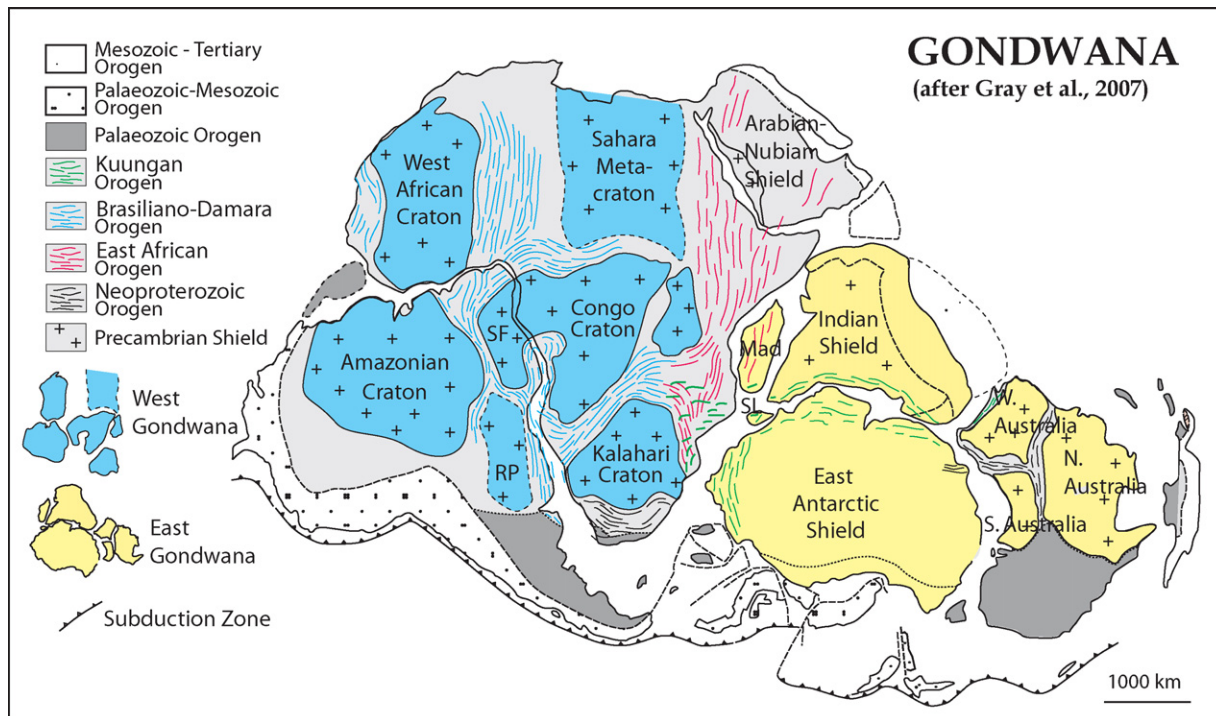 GONDWANA
(after Gray et al., 2007)
Mesozoic - Tertiary
Orogen
Palaeozoic-Mesozoic
Orogen
Palaeozoic Orogen
Kuungan
Orogen
Brasiliano-Damara
Orogen
East African
Orogen
Neoproterozoic
Orogen
Precambrian Shield
West
Gondwana
East
Gondwana
Subduction Zone
West
African
Craton
Sahara
Meta-
craton
Arabian-
Nubiam
Shield
Amazonian
Craton
SF
Congo
Craton
Mad
Indian
Shield
SL
RP
Kalahari
Craton
East
Antarctic
Shield
W.
Australia
N.
Australia
S. Australia
1000 km